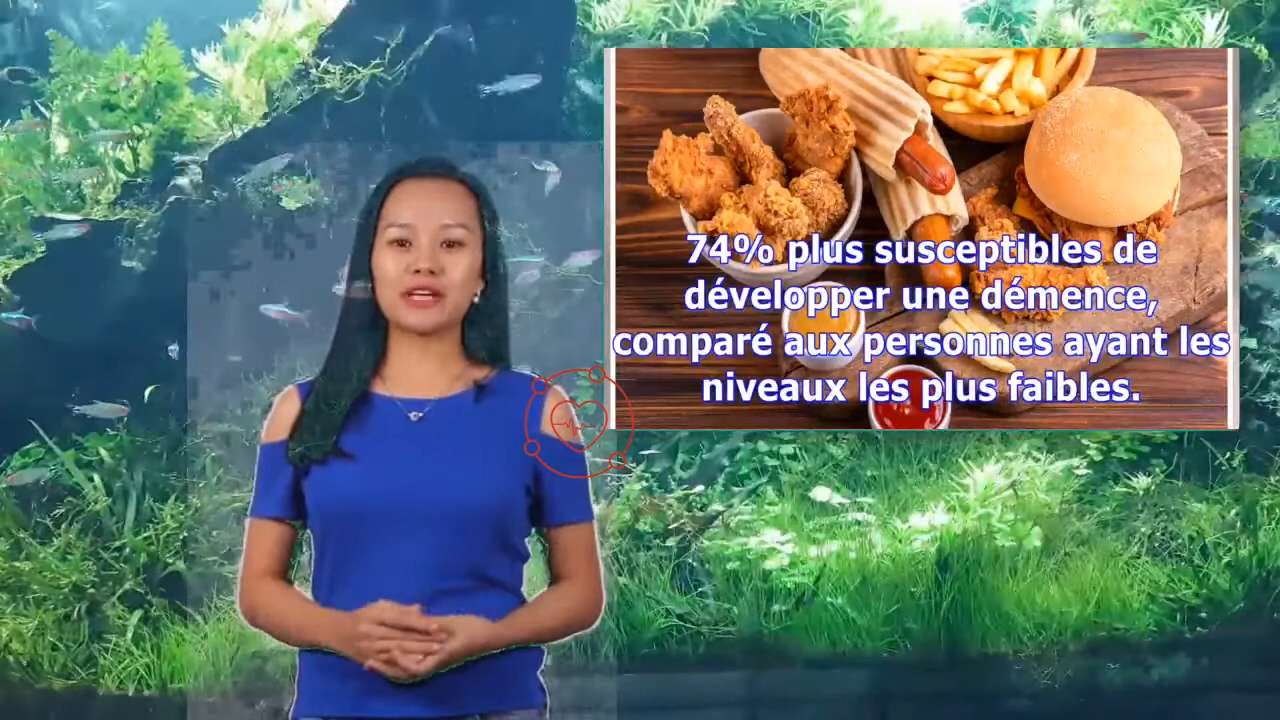 74% plus susceptibles de
développer une démence,
comparé aux personnes ayant les
niveaux les plus faibles.